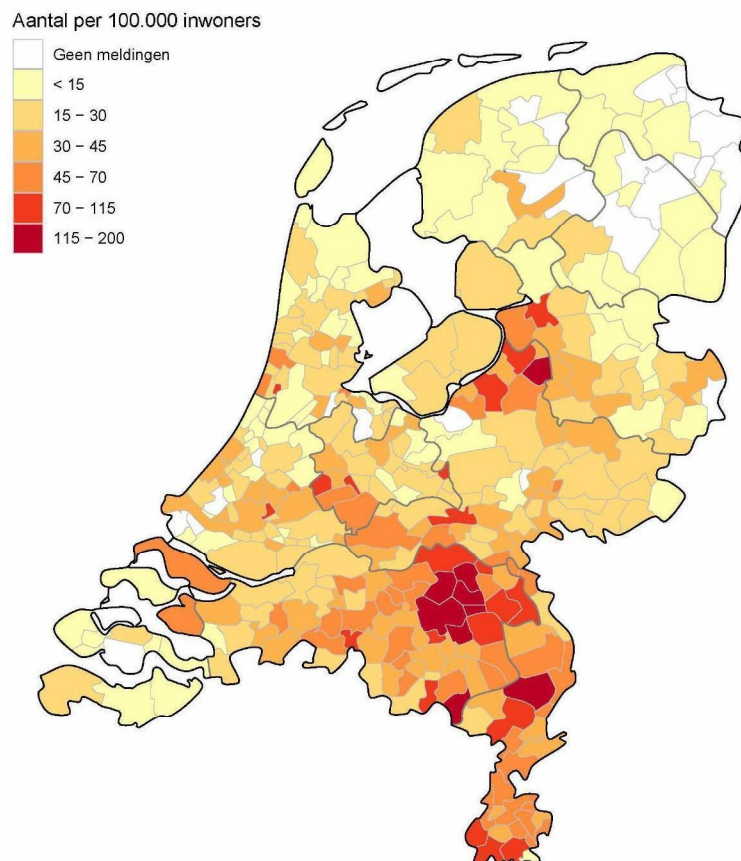 Aantal per 100.000 inwoners
Geen meldingen
< 15
15 – 30
30 – 45
45 – 70
70 – 115
115 – 200